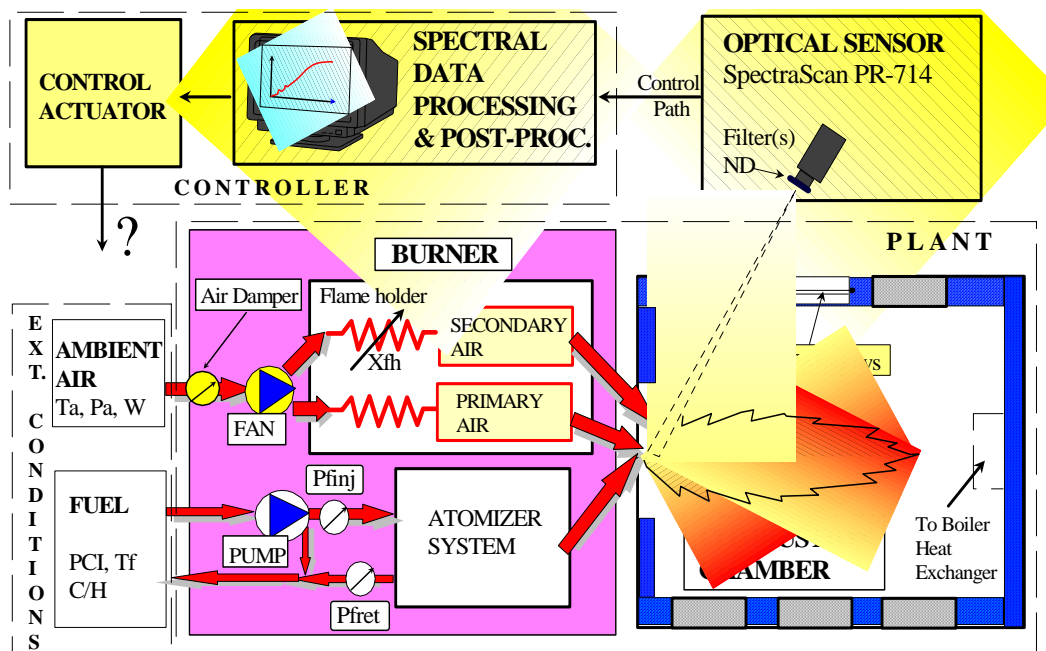 CONTROL
ACTUATOR
SPECTRAL
DATA
PROCESSING
& POST-PROC.
Control
Path
OPTICAL SENSOR
SpectraScan PR-714
Filter(s)
ND
CONTROLLER
?
PLANT
BURNER
EXT. CONDITIONS
AMBIENT
AIR
Ta, Pa, W
Air Damper
Flame holder
Xfh
SECONDARY
AIR
PRIMARY
AIR
FAN
FUEL
PCI, Tf
C/H
Pfinj
PUMP
Pfret
ATOMIZER
SYSTEM
CHAMBER
To Boiler
Heat
Exchanger